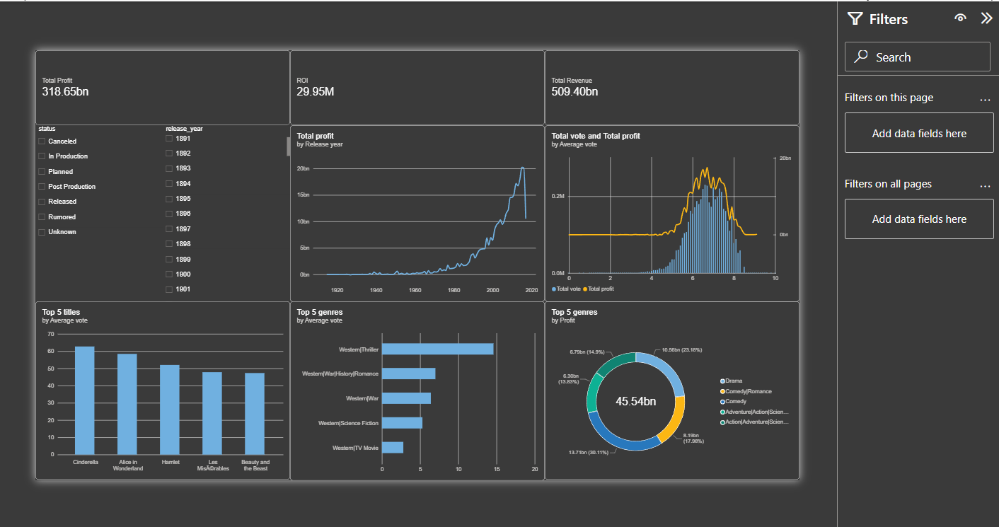 Filters
Search
Filters on this page
...
Add data fields here
Filters on all pages
...
Add data fields here
Total Profit
318.65bn
ROI
29.95M
Total Revenue
509.40bn
status
Canceled
In Production
Planned
Post Production
Released
Rumored
Unknown
release_year
1891
1892
1893
1894
1895
1896
1897
1898
1899
1900
1901
Total profit
by Release year
20bn
15bn
10bn
5bn
0bn
1920 1940 1960 1980 2000 2020
Total vote and Total profit
by Average vote
0.2M
0.0M
20bn
0bn
0 2 4 6 8 10
Total vote Total profit
Top 5 titles
by Average vote
70
60
50
40
30
20
10
0
Cinderella
Alice in
Wonderland
Hamlet
Les
MisÃ©rables
Beauty and
the Beast
Top 5 genres
by Average vote
Western|Thriller
Western|War|History|Romance
Western|War
Western|Science Fiction
Western|TV Movie
0 5 10 15 20
Top 5 genres
by Profit
6.79bn (14.9%)
10.56bn (23.18%)
6.30bn
(13.83%)
45.54bn
8.19bn
(17.98%)
13.71bn (30.11%)
Drama
Comedy|Romance
Comedy
Adventure|Action|Scien...
Action|Adventure|Scien...